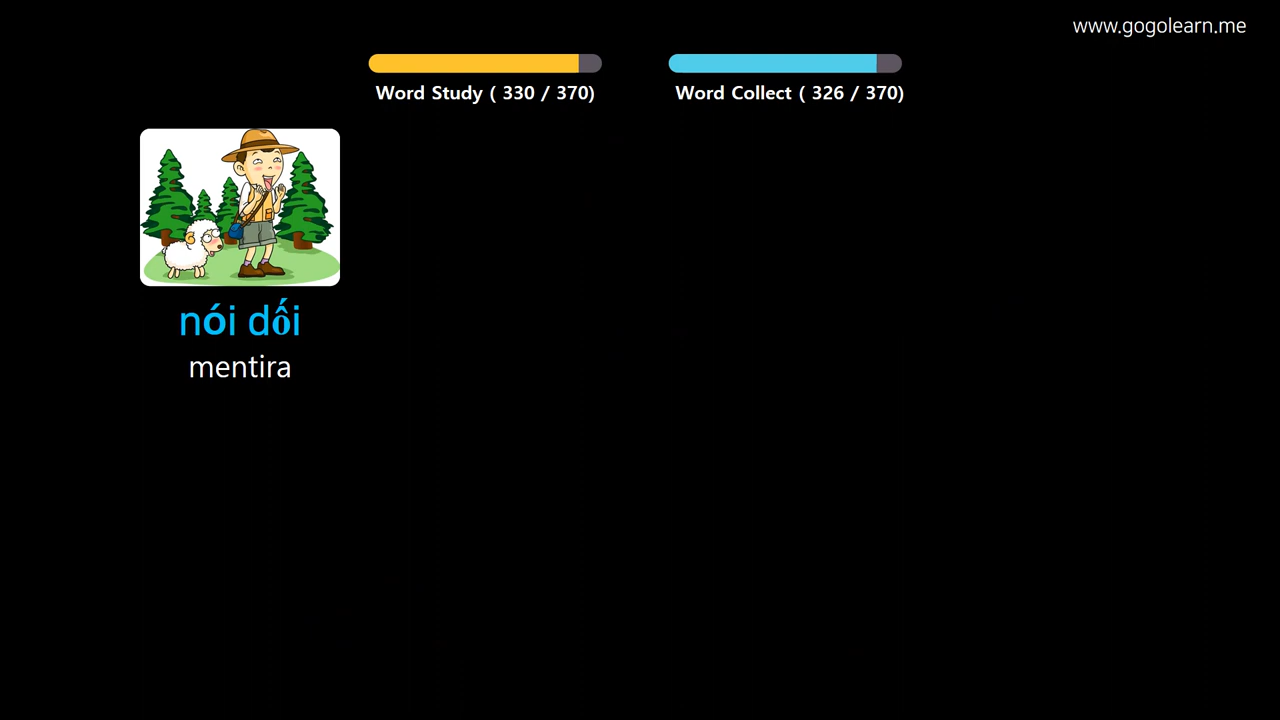 www.gogolearn.me
Word Study ( 330 / 370)
Word Collect ( 326 / 370)
nói dối
mentira